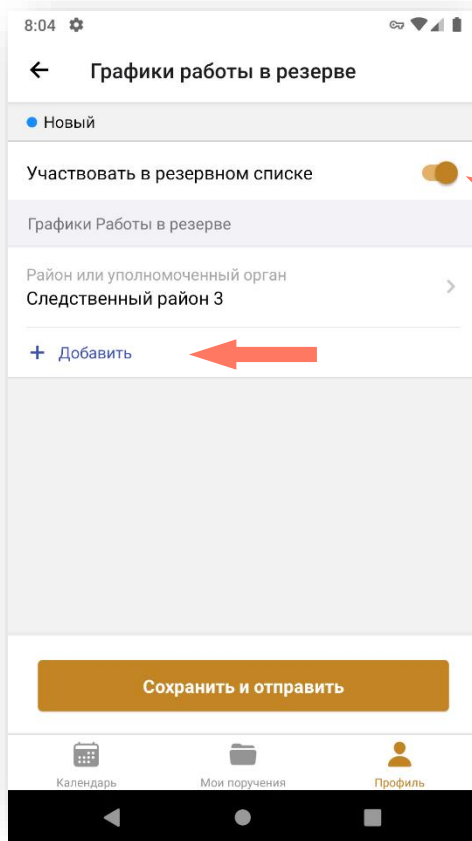 8:04
Графики работы в резерве
Новый
Участвовать в резервном списке
Графики Работы в резерве
Район или уполномоченный орган
Следственный район 3
+ Добавить
Сохранить и отправить
Календарь Мои поручения Профиль